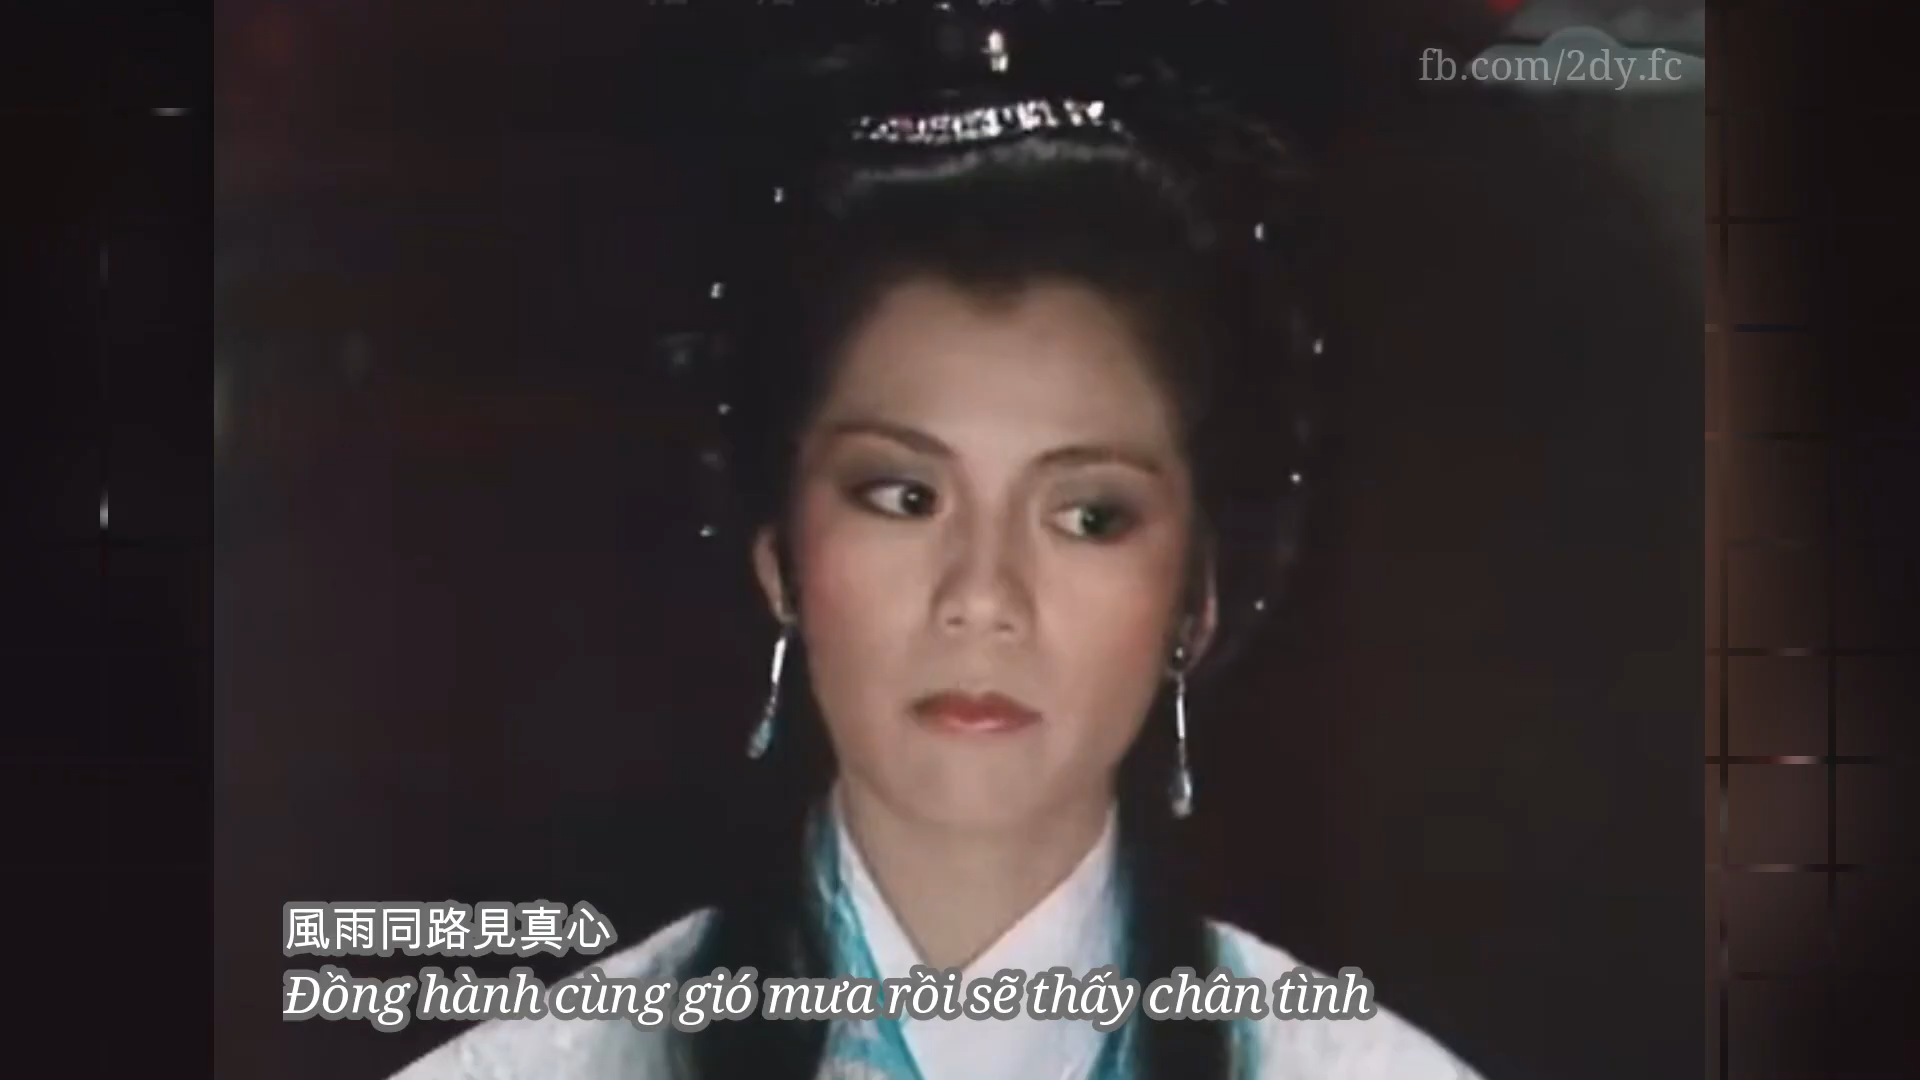 fb.com/2dy.fc
風雨同路見真心
Đồng hành cùng gió mưa rồi sẽ thấy chân tình